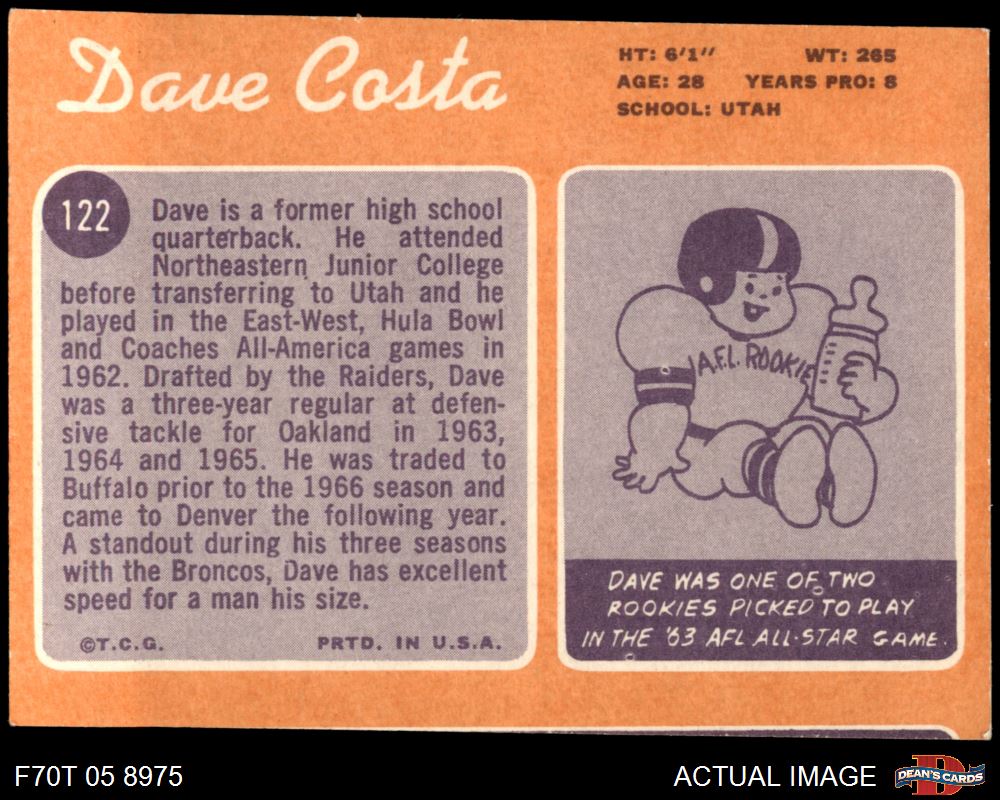 Dave Costa
HT: 6'1" WT: 265
AGE: 28 YEARS PRO: 8
SCHOOL: UTAH
122
Dave is a former high school
quarterback. He attended
Northeastern Junior College
before transferring to Utah and he
played in the East-West, Hula Bowl
and Coaches All-America games in
1962. Drafted by the Raiders, Dave
was a three-year regular at defen-
sive tackle for Oakland in 1963,
1964 and 1965. He was traded to
Buffalo prior to the 1966 season and
came to Denver the following year.
A standout during his three seasons
with the Broncos, Dave has excellent
speed for a man his size.
©T.C.G. PRTD. IN U.S.A.
A.F.L. ROOKIE
DAVE WAS ONE OF TWO
ROOKIES PICKED TO PLAY
IN THE '63 AFL ALL-STAR GAME.
F70T 05 8975
ACTUAL IMAGE
DEAN'S CARDS